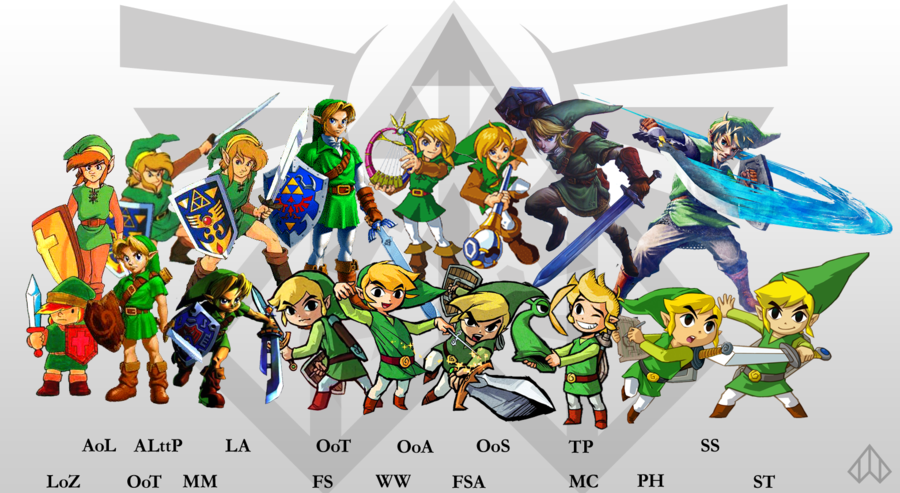 AoL ALttP LA OoT OoA OoS TP SS
LoZ OoT MM FS WW FSA MC PH ST